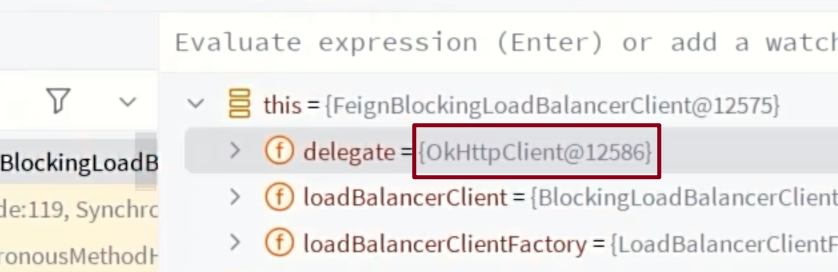 Evaluate expression (Enter) or add a watch
this = {FeignBlockingLoadBalancerClient@12575}
BlockingLoadB
delegate = {OkHttpClient@12586}
de:119, Synchro
loadBalancerClient = {BlockingLoadBalancerClient
ronousMethodH
loadBalancerClientFactory = {LoadBalancerClientF